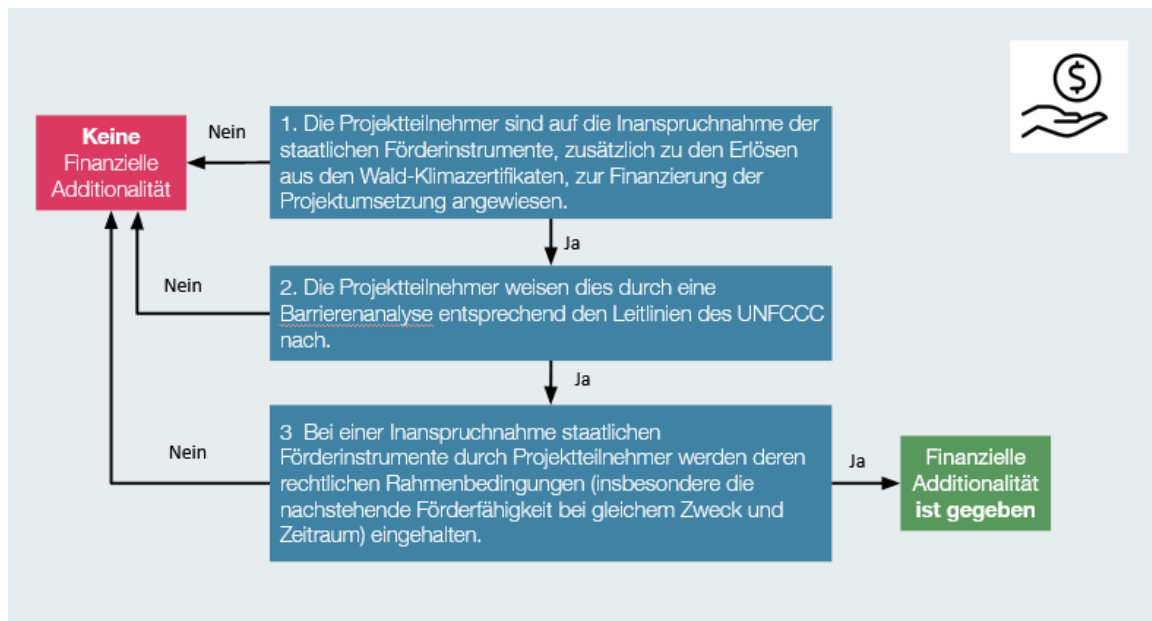 $
Keine
Finanzielle
Additionalität
Nein
1. Die Projektteilnehmer sind auf die Inanspruchnahme der
staatlichen Förderinstrumente, zusätzlich zu den Erlösen
aus den Wald-Klimazertifikaten, zur Finanzierung der
Projektumsetzung angewiesen.
Ja
Nein
2. Die Projektteilnehmer weisen dies durch eine
Barrierenanalyse entsprechend den Leitlinien des UNFCCC
nach.
Ja
Nein
3 Bei einer Inanspruchnahme staatlichen
Förderinstrumente durch Projektteilnehmer werden deren
rechtlichen Rahmenbedingungen (insbesondere die
nachstehende Förderfähigkeit bei gleichem Zweck und
Zeitraum) eingehalten.
Ja
Finanzielle
Additionalität
ist gegeben